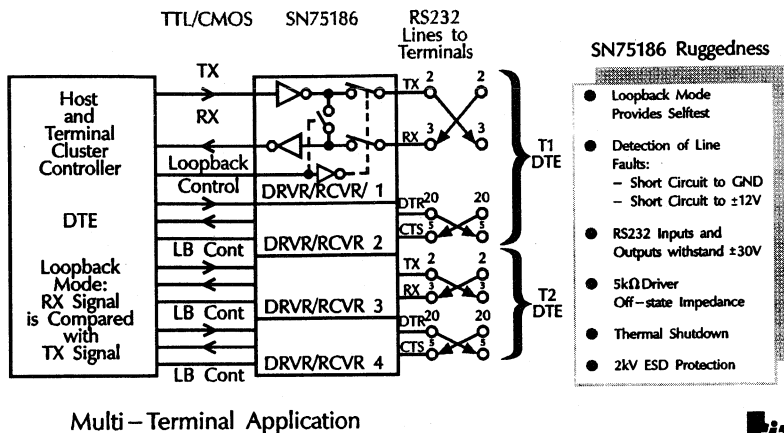 TTL/CMOS
SN75186
RS232
Lines to
Terminals
TX
RX
Loopback
Control
LB Cont
LB Cont
LB Cont
Host
and
Terminal
Cluster
Controller
DTE
Loopback
Mode:
RX Signal
is Compared
with
TX Signal
DRVR/RCVR/ 1
DRVR/RCVR 2
DRVR/RCVR 3
DRVR/RCVR 4
TX 2 2
RX 3 3
DTR 20 20
CTS 5 5
TX 2 2
RX 3 3
DTR 20 20
CTS 5 5
T1
DTE
T2
DTE
SN75186 Ruggedness
● Loopback Mode
Provides Selftest
● Detection of Line
Faults:
– Short Circuit to GND
– Short Circuit to ±12V
● RS232 Inputs and
Outputs withstand ±30V
● 5kΩ Driver
Off-state Impedance
● Thermal Shutdown
● 2kV ESD Protection
Multi – Terminal Application